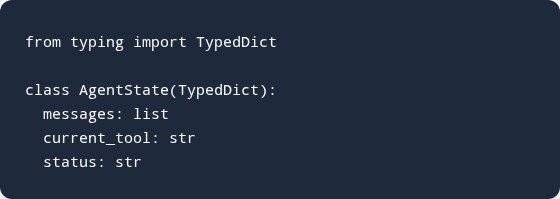 from typing import TypedDict

class AgentState(TypedDict):
  messages: list
  current_tool: str
  status: str